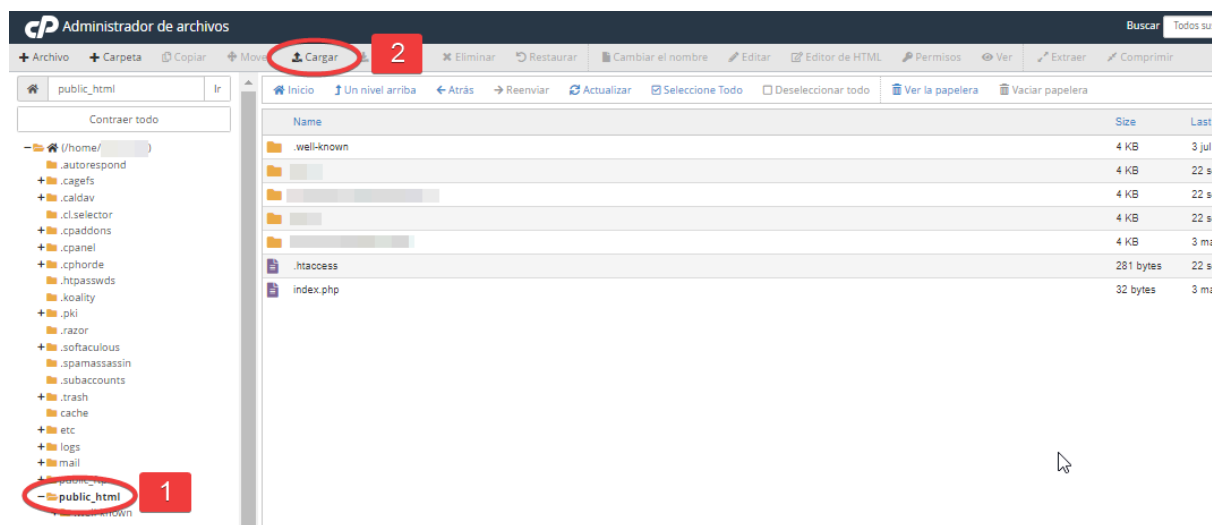 cP Administrador de archivos
Buscar Todos su
+ Archivo + Carpeta Copiar Move Cargar 2 Eliminar Restaurar Cambiar el nombre Editar Editor de HTML Permisos Ver Extraer Comprimir
public_html Ir
Inicio Un nivel arriba Atrás Reenviar Actualizar Seleccione Todo Deseleccionar todo Ver la papelera Vaciar papelera
Contraer todo
(/home/ )
.autorespond
.cagefs
.caldav
.cl.selector
.cpaddons
.cpanel
.cphorde
.htpasswds
.koality
.pki
.razor
.softaculous
.spamassassin
.subaccounts
.trash
cache
etc
logs
mail
public_ftp
public_html 1
.well-known
Name Size Last
.well-known 4 KB 3 jul
4 KB 22 s
4 KB 22 s
4 KB 22 s
4 KB 3 ma
.htaccess 281 bytes 22 s
index.php 32 bytes 3 ma